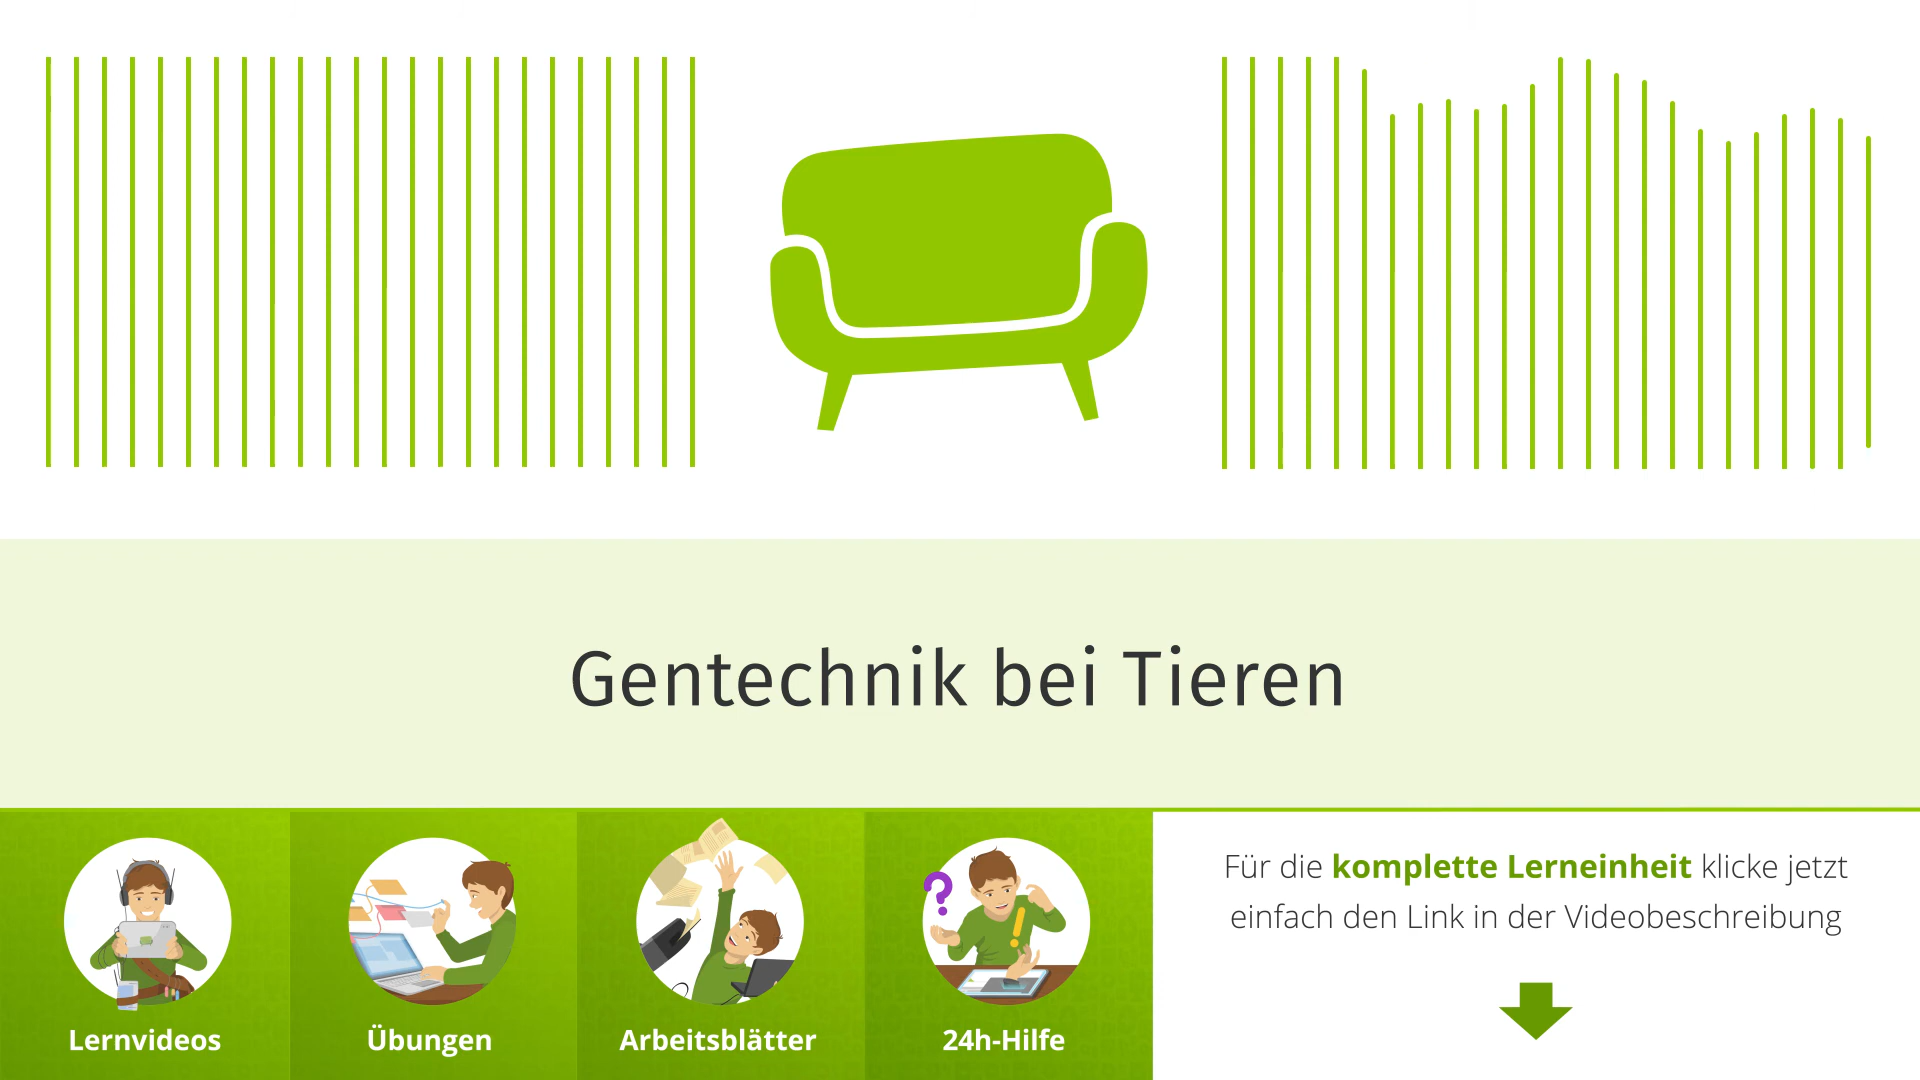 Gentechnik bei Tieren
Lernvideos
Übungen
Arbeitsblätter
24h-Hilfe
Für die komplette Lerneinheit klicke jetzt
einfach den Link in der Videobeschreibung